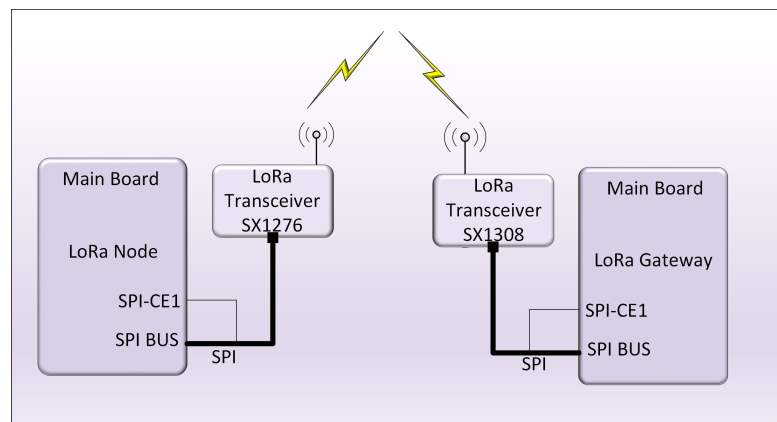 Main Board
LoRa Node
SPI-CE1
SPI BUS
SPI
LoRa
Transceiver
SX1276
LoRa
Transceiver
SX1308
Main Board
LoRa Gateway
SPI-CE1
SPI BUS
SPI